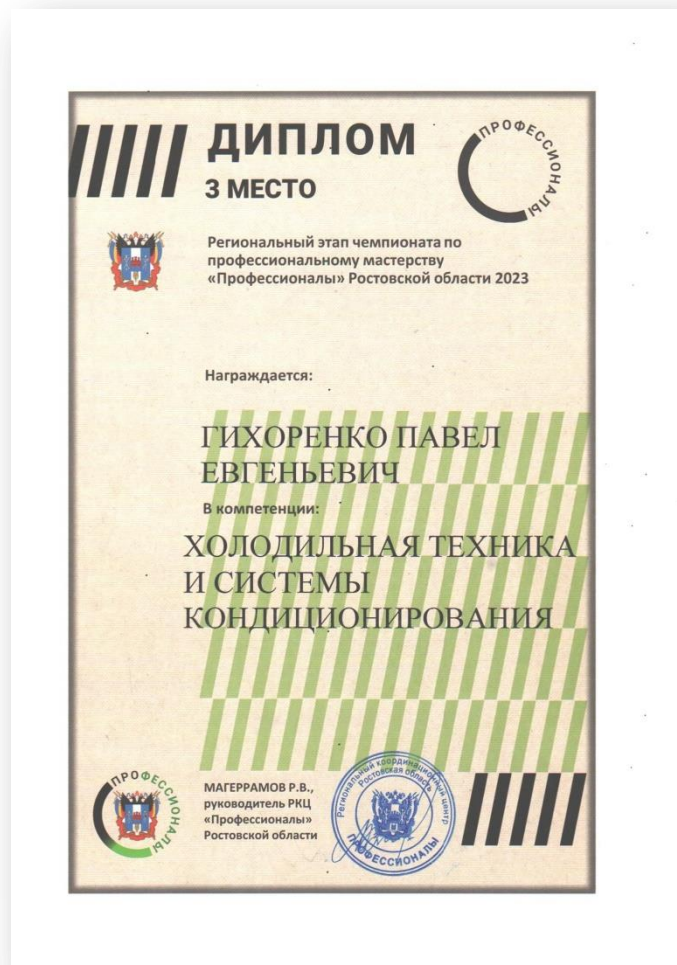 ДИПЛОМ
3 МЕСТО
ПРОФЕССИОНАЛЫ
Региональный этап чемпионата по
профессиональному мастерству
«Профессионалы» Ростовской области 2023
Награждается:
ГИХОРЕНКО ПАВЕЛ
ЕВГЕНЬЕВИЧ
В компетенции:
ХОЛОДИЛЬНАЯ ТЕХНИКА
И СИСТЕМЫ
КОНДИЦИОНИРОВАНИЯ
ПРОФЕССИОНАЛЫ
МАГЕРРАМОВ Р.В.,
руководитель РКЦ
«Профессионалы»
Ростовской области
Региональный координационный центр
Ростовская область
ПРОФЕССИОНАЛЫ